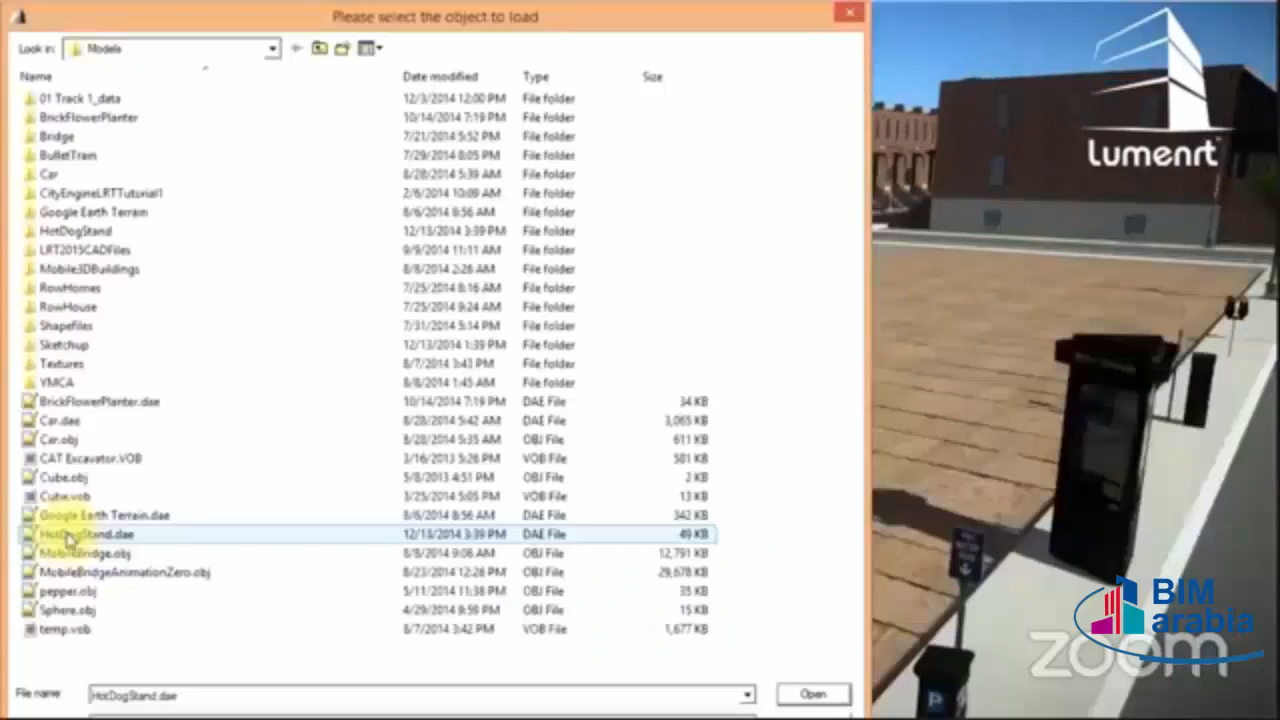 Please select the object to load
Look in: Models
Name Date modified Type Size
01 Track 1_data 12/3/2014 12:00 PM File folder
BrickFlowerPlanter 10/14/2014 7:19 PM File folder
Bridge 7/21/2014 5:52 PM File folder
BulletTrain 7/29/2014 8:05 PM File folder
Car 8/28/2014 5:39 AM File folder
CityEngineLRTTutorial1 2/6/2014 10:09 AM File folder
Google Earth Terrain 8/6/2014 8:56 AM File folder
HotDogStand 12/13/2014 3:39 PM File folder
LRT2015CADFiles 9/9/2014 11:11 AM File folder
Mobile3DBuildings 8/8/2014 2:26 AM File folder
RowHomes 7/25/2014 8:16 AM File folder
RowHouse 7/25/2014 9:24 AM File folder
Shapefiles 7/31/2014 5:14 PM File folder
Sketchup 12/13/2014 1:39 PM File folder
Textures 8/7/2014 3:43 PM File folder
YMCA 8/8/2014 1:45 AM File folder
BrickFlowerPlanter.dae 10/14/2014 7:19 PM DAE File 34 KB
Car.dae 8/28/2014 5:42 AM DAE File 3,065 KB
Car.obj 8/28/2014 5:35 AM OBJ File 611 KB
CAT Excavator.VOB 3/16/2013 5:26 PM VOB File 581 KB
Cube.obj 5/8/2013 4:51 PM OBJ File 2 KB
Cube.vob 3/25/2014 5:05 PM VOB File 13 KB
Google Earth Terrain.dae 8/6/2014 8:56 AM DAE File 342 KB
HotDogStand.dae 12/13/2014 3:39 PM DAE File 49 KB
MobileBridge.obj 8/8/2014 9:06 AM OBJ File 12,791 KB
MobileBridgeAnimationZero.obj 8/23/2014 12:26 PM OBJ File 29,678 KB
pepper.obj 5/11/2014 11:38 PM OBJ File 35 KB
Sphere.obj 4/29/2014 9:59 PM OBJ File 15 KB
temp.vob 8/7/2014 3:42 PM VOB File 1,677 KB
File name: HotDogStand.dae Open
lumenrt
BIM
arabia
zoom
P